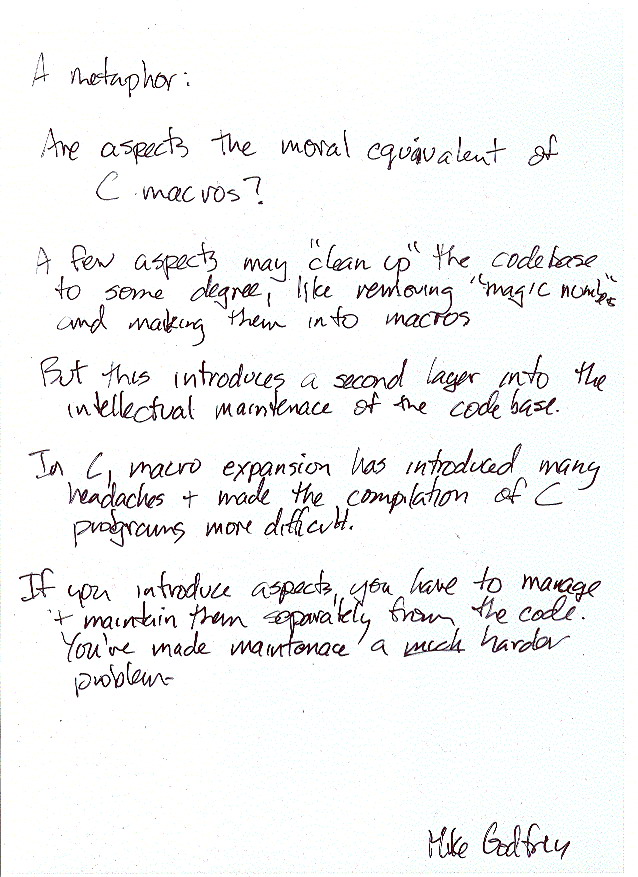 A metaphor:
Are aspects the moral equivalent of
C macros?
A few aspects may "clean up" the codebase
to some degree, like removing "magic numbers"
and making them into macros
But this introduces a second layer into the
intellectual maintenace of the codebase.
In C, macro expansion has introduced many
headaches + made the compilation of C
programs more difficult.
If you introduce aspects, you have to manage
+ maintain them separately from the code.
You've made maintenace a much harder
problem
Mike Godfrey